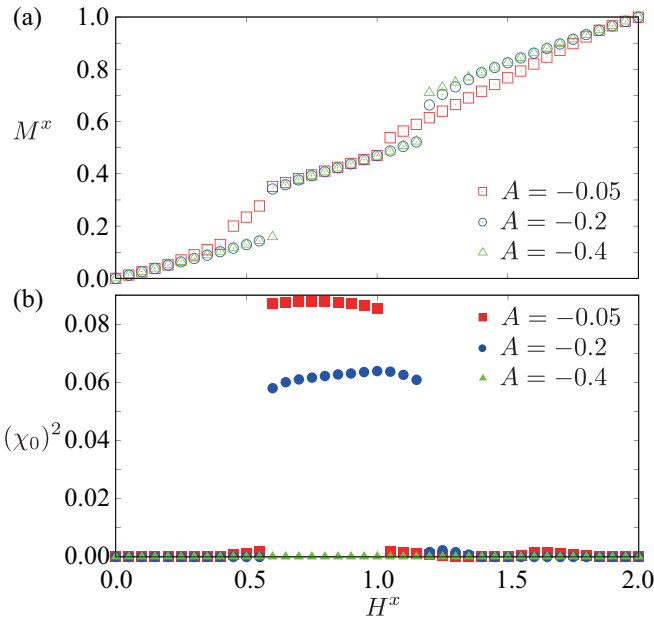 (a)
1.0
0.8
M^x
0.6
0.4
0.2
0.0
A = −0.05
A = −0.2
A = −0.4
(b)
0.08
0.06
(χ₀)²
0.04
0.02
0.00
A = −0.05
A = −0.2
A = −0.4
0.0 0.5 1.0 1.5 2.0
H^x